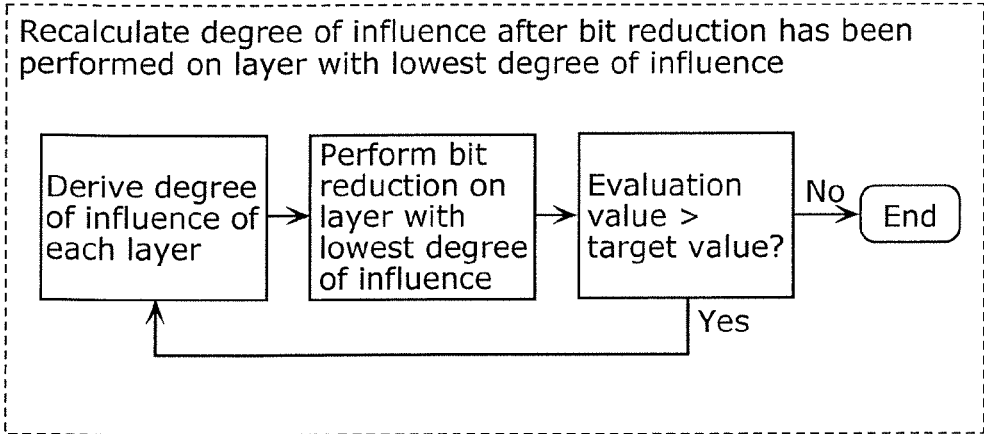 Recalculate degree of influence after bit reduction has been
performed on layer with lowest degree of influence
Derive degree
of influence of
each layer
Perform bit
reduction on
layer with
lowest degree
of influence
Evaluation
value >
target value?
No
End
Yes